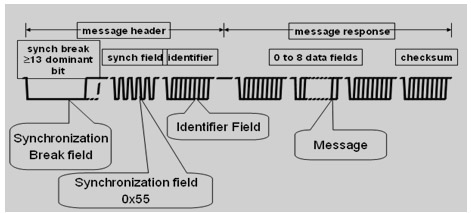 message header
message response
synch break
≥13 dominant
bit
synch field
identifier
0 to 8 data fields
checksum
Synchronization
Break field
Identifier Field
Message
Synchronization field
0x55